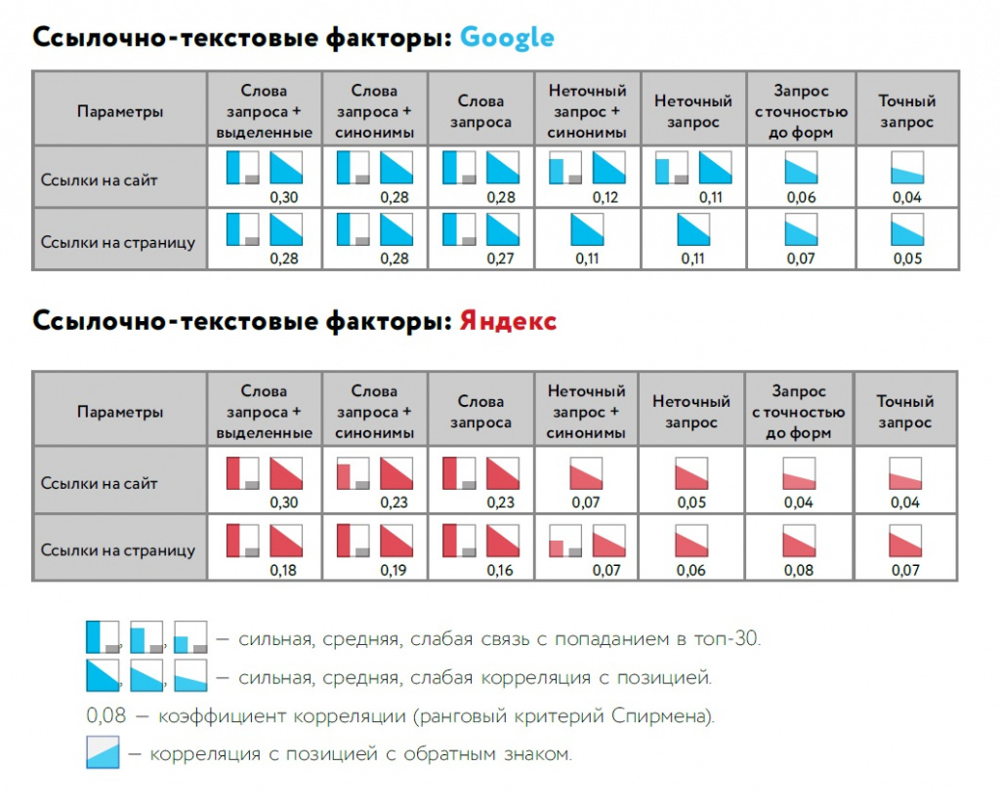 Ссылочно-текстовые факторы: Google
Параметры
Слова
запроса +
выделенные
Слова
запроса +
синонимы
Слова
запроса
Неточный
запрос +
синонимы
Неточный
запрос
Запрос
с точностью
до форм
Точный
запрос
Ссылки на сайт
0,30 0,28 0,28 0,12 0,11 0,06 0,04
Ссылки на страницу
0,28 0,28 0,27 0,11 0,11 0,07 0,05
Ссылочно-текстовые факторы: Яндекс
Параметры
Слова
запроса +
выделенные
Слова
запроса +
синонимы
Слова
запроса
Неточный
запрос +
синонимы
Неточный
запрос
Запрос
с точностью
до форм
Точный
запрос
Ссылки на сайт
0,30 0,23 0,23 0,07 0,05 0,04 0,04
Ссылки на страницу
0,18 0,19 0,16 0,07 0,06 0,08 0,07
, , — сильная, средняя, слабая связь с попаданием в топ-30.
, , — сильная, средняя, слабая корреляция с позицией.
0,08 — коэффициент корреляции (ранговый критерий Спирмена).
— корреляция с позицией с обратным знаком.